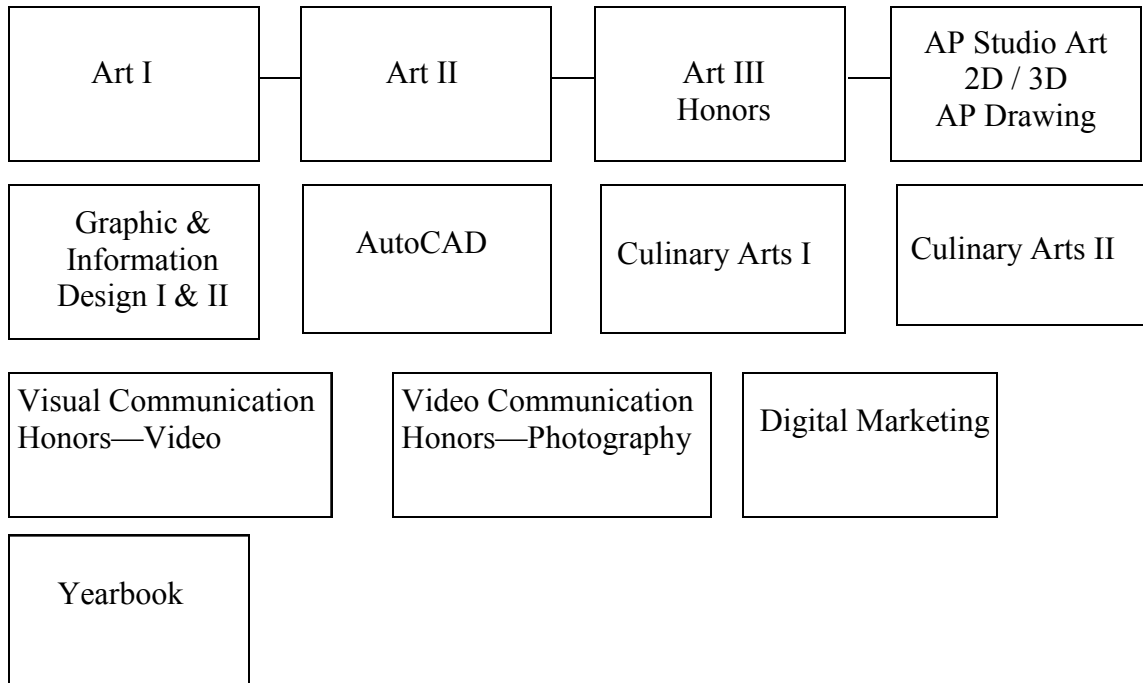 Art I
Art II
Art III
Honors
AP Studio Art
2D / 3D
AP Drawing
Graphic &
Information
Design I & II
AutoCAD
Culinary Arts I
Culinary Arts II
Visual Communication
Honors—Video
Video Communication
Honors—Photography
Digital Marketing
Yearbook